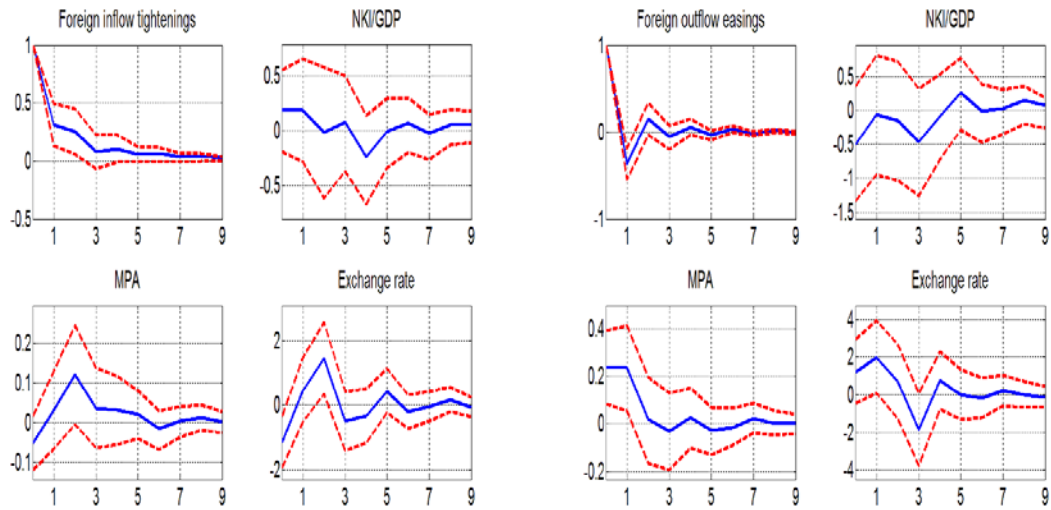 Foreign inflow tightenings
NKI/GDP
Foreign outflow easings
NKI/GDP
1
0.5
0
-0.5
1 3 5 7 9
0.5
0
-0.5
1 3 5 7 9
1
0
-1
1 3 5 7 9
0.5
0
-0.5
-1
-1.5
1 3 5 7 9
MPA
Exchange rate
MPA
Exchange rate
0.2
0.1
0
-0.1
1 3 5 7 9
2
0
-2
1 3 5 7 9
0.4
0.2
0
-0.2
1 3 5 7 9
4
2
0
-2
-4
1 3 5 7 9